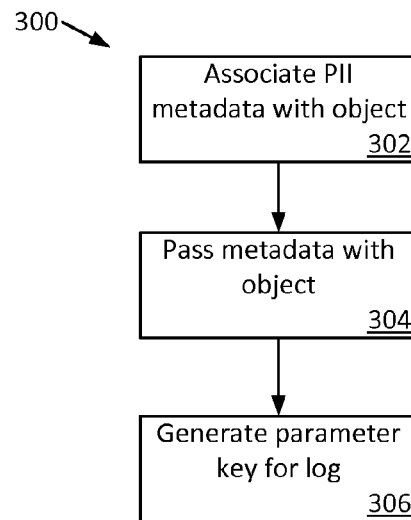 300
Associate PII
metadata with object
302
Pass metadata with
object
304
Generate parameter
key for log
306